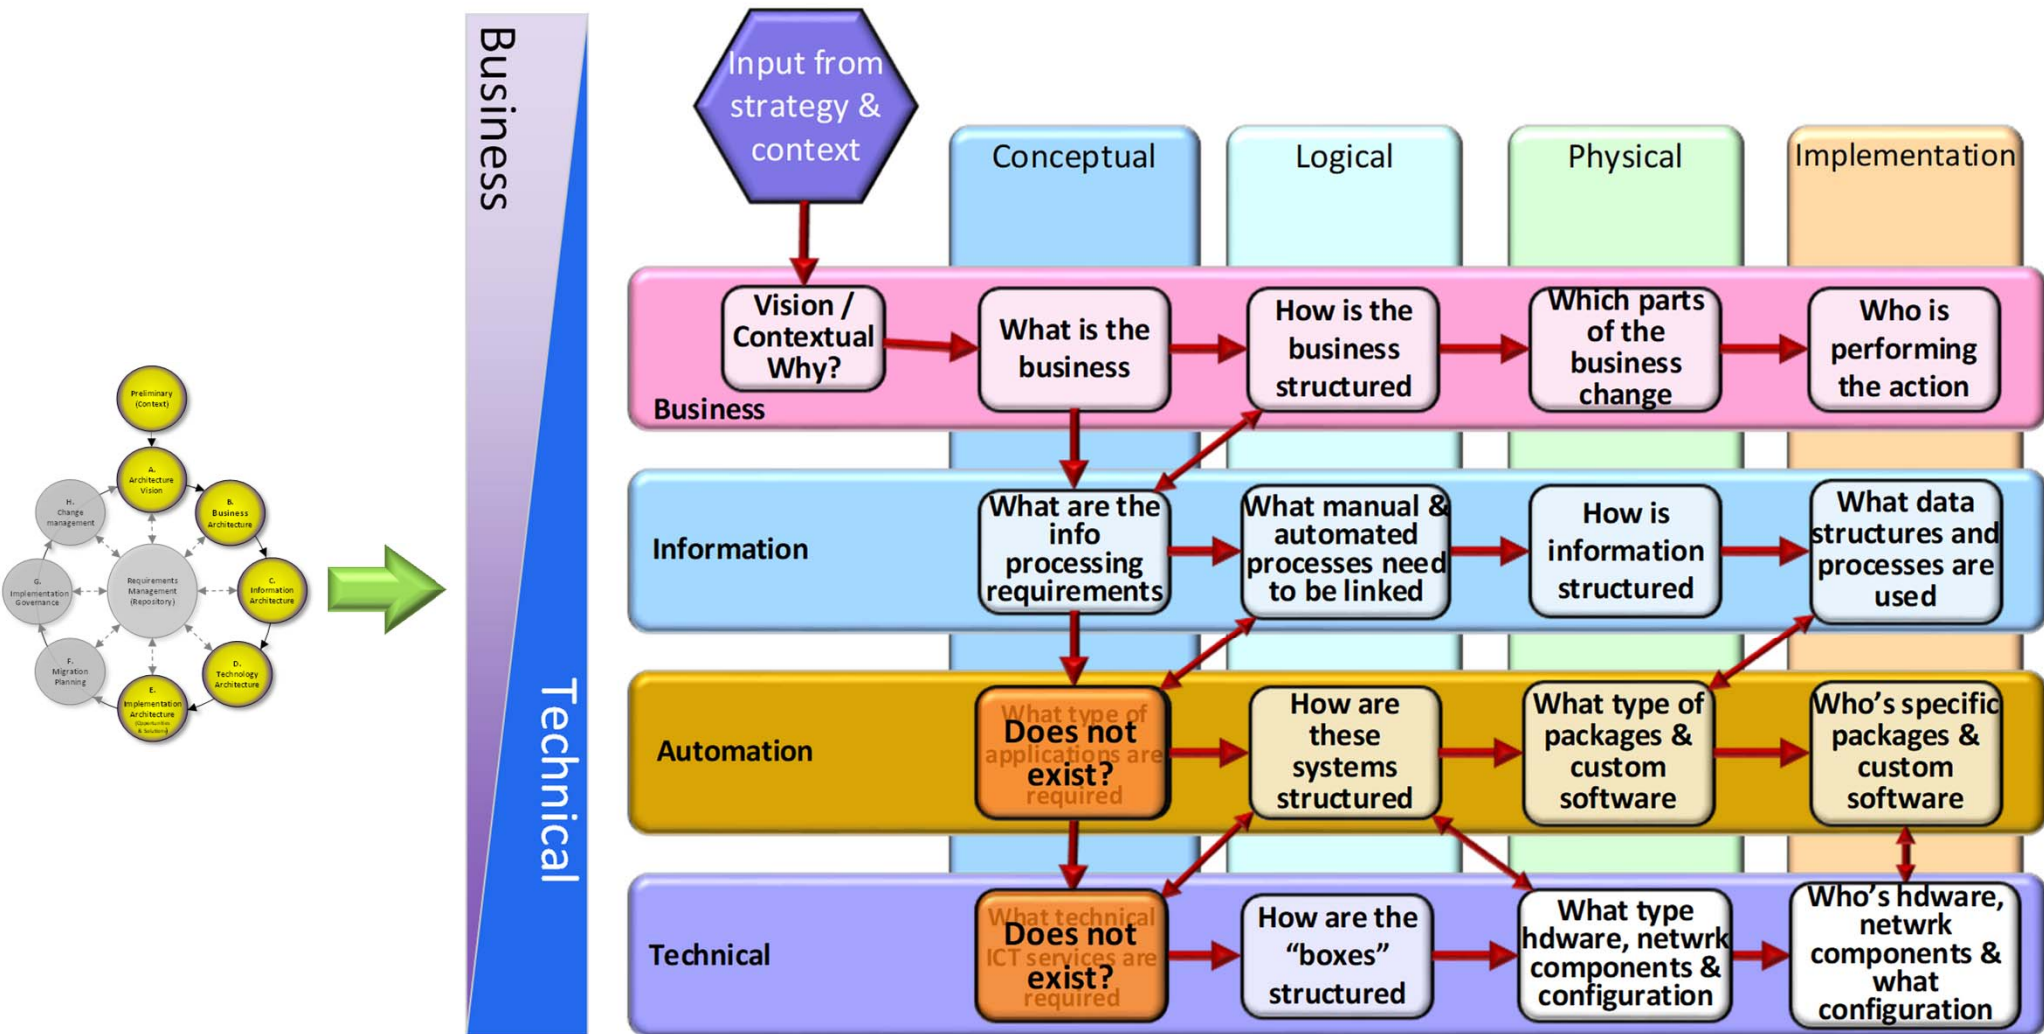 Preliminary
(Context)
A.
Architecture
Vision
B.
Business
Architecture
C.
Information
Architecture
D.
Technology
Architecture
E.
Implementation
Architecture
(Opportunities
& Solutions)
F.
Migration
Planning
G.
Implementation
Governance
H.
Change
management
Requirements
Management
(Repository)
Business
Technical
Input from
strategy &
context
Conceptual
Logical
Physical
Implementation
Business
Vision /
Contextual
Why?
What is the
business
How is the
business
structured
Which parts
of the
business
change
Who is
performing
the action
Information
What are the
info
processing
requirements
What manual &
automated
processes need
to be linked
How is
information
structured
What data
structures and
processes are
used
Automation
What type of
applications are
required
Does not
exist?
How are
these
systems
structured
What type of
packages &
custom
software
Who's specific
packages &
custom
software
Technical
What technical
ICT services are
required
Does not
exist?
How are the
“boxes”
structured
What type
hdware, netwrk
components &
configuration
Who’s hdware,
netwrk
components &
what
configuration